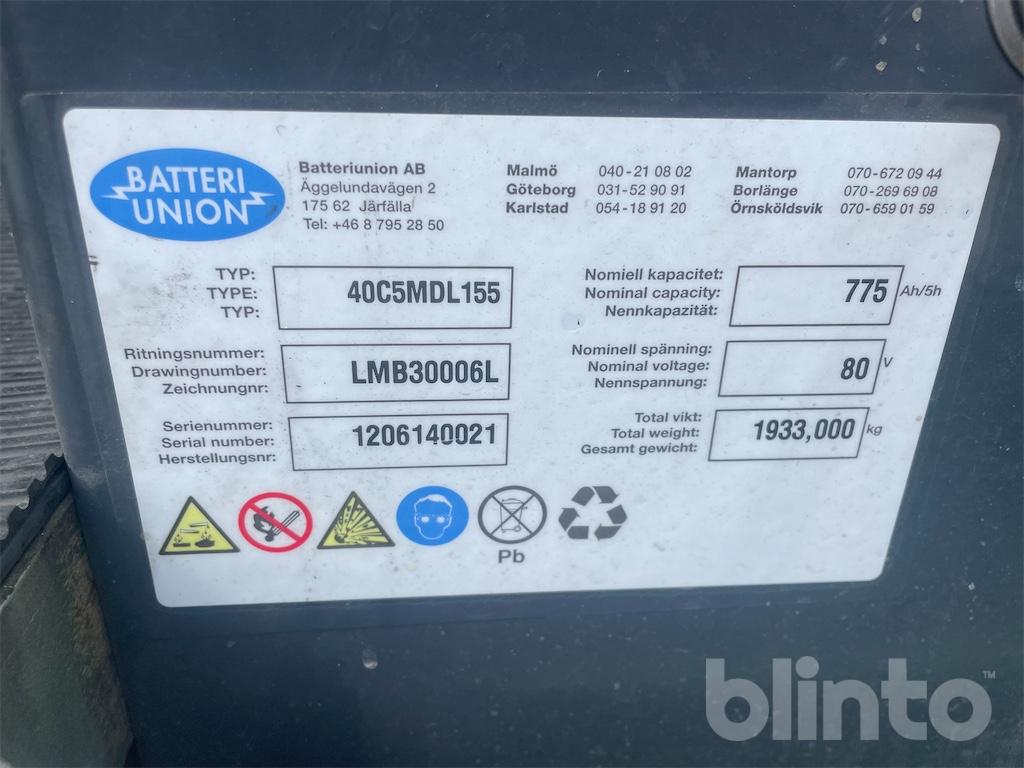 BATTERI
UNION
Batteriunion AB
Äggelundavägen 2
175 62 Järfälla
Tel: +46 8 795 28 50
Malmö 040-21 08 02
Göteborg 031-52 90 91
Karlstad 054-18 91 20
Mantorp 070-672 09 44
Borlänge 070-269 69 08
Örnsköldsvik 070-659 01 59
TYP:
TYPE:
TYP:
40C5MDL155
Nomiell kapacitet:
Nominal capacity:
Nennkapazität:
775 Ah/5h
Ritningsnummer:
Drawingnumber:
Zeichnungnr:
LMB30006L
Nominell spänning:
Nominal voltage:
Nennspannung:
80 V
Serienumer:
Serial number:
Herstellungsnr:
1206140021
Total vikt:
Total weight:
Gesamt gewicht:
1933,000 kg
Pb
blinto™